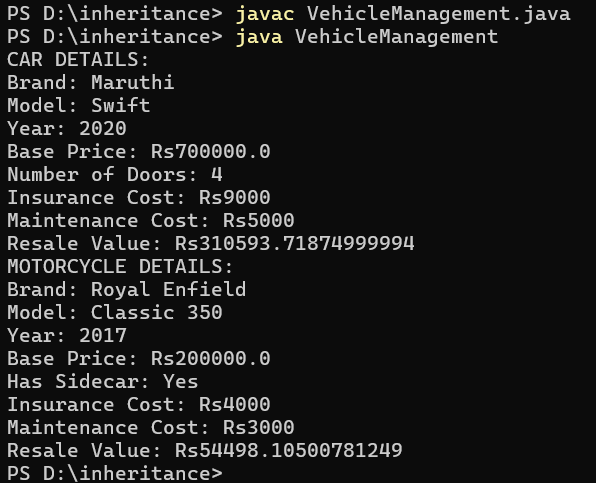 PS D:\inheritance> javac VehicleManagement.java
PS D:\inheritance> java VehicleManagement
CAR DETAILS:
Brand: Maruthi
Model: Swift
Year: 2020
Base Price: Rs700000.0
Number of Doors: 4
Insurance Cost: Rs9000
Maintenance Cost: Rs5000
Resale Value: Rs310593.71874999994
MOTORCYCLE DETAILS:
Brand: Royal Enfield
Model: Classic 350
Year: 2017
Base Price: Rs200000.0
Has Sidecar: Yes
Insurance Cost: Rs4000
Maintenance Cost: Rs3000
Resale Value: Rs54498.10500781249
PS D:\inheritance>